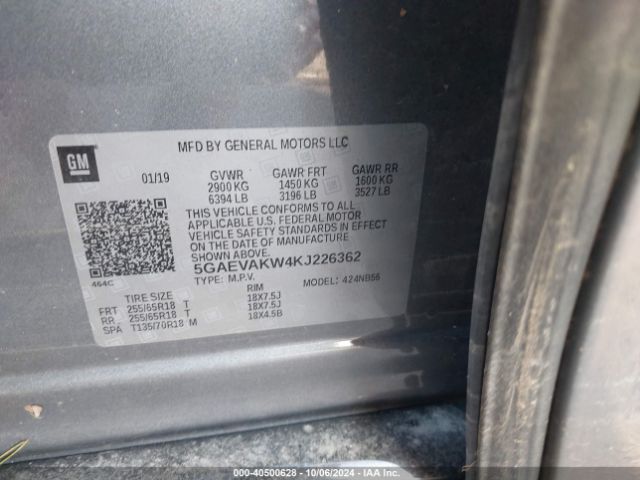 MFD BY GENERAL MOTORS LLC
GM
01/19
GVWR GAWR FRT GAWR RR
2900 KG 1450 KG 1600 KG
6394 LB 3196 LB 3527 LB
THIS VEHICLE CONFORMS TO ALL
APPLICABLE U.S. FEDERAL MOTOR
VEHICLE SAFETY STANDARDS IN EFFECT
ON THE DATE OF MANUFACTURE
SHOWN ABOVE.
464C
5GAEVAKW4KJ226362
TYPE: M.P.V. MODEL: 424NB56
TIRE SIZE RIM
FRT 255/65R18 T 18X7.5J
RR 255/65R18 T 18X7.5J
SPA T135/70R18 M 18X4.5B
000-40500628 - 10/06/2024 - IAA Inc.